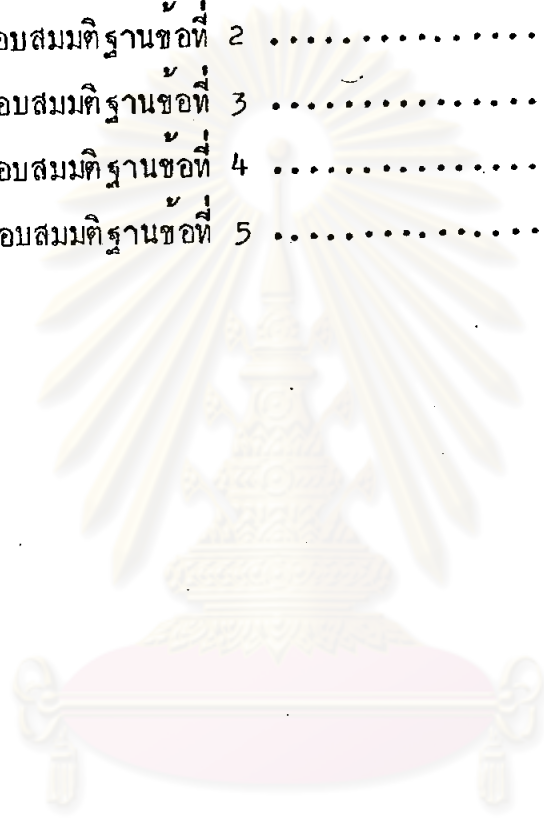 อบสมมติฐานข้อที่ 2 ................
อบสมมติฐานข้อที่ 3 ...............
อบสมมติฐานข้อที่ 4 ...............
อบสมมติฐานข้อที่ 5 ...............